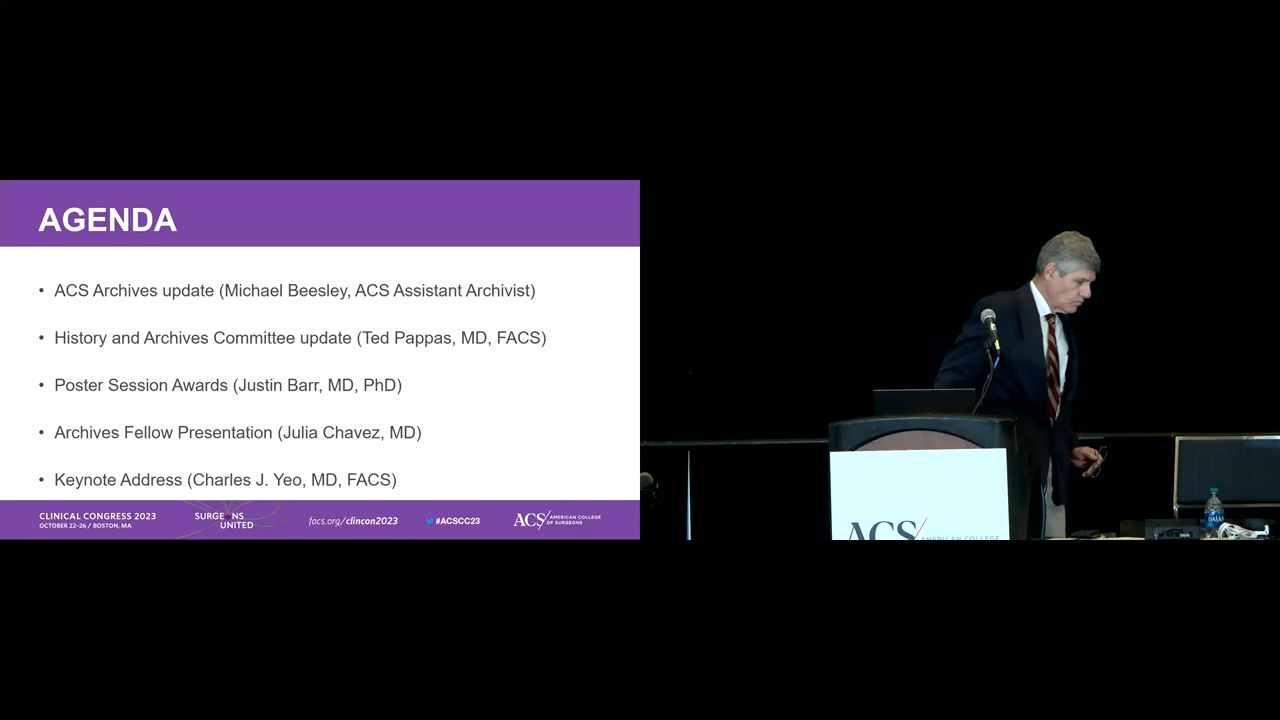 AGENDA
• ACS Archives update (Michael Beesley, ACS Assistant Archivist)
• History and Archives Committee update (Ted Pappas, MD, FACS)
• Poster Session Awards (Justin Barr, MD, PhD)
• Archives Fellow Presentation (Julia Chavez, MD)
• Keynote Address (Charles J. Yeo, MD, FACS)
CLINICAL CONGRESS 2023
OCTOBER 22-26 / BOSTON, MA
SURGE NS
UNITED
facs.org/clincon2023
#ACSCC23
ACS AMERICAN COLLEGE
OF SURGEONS
ACS AMERICAN COLLEGE
DASANI